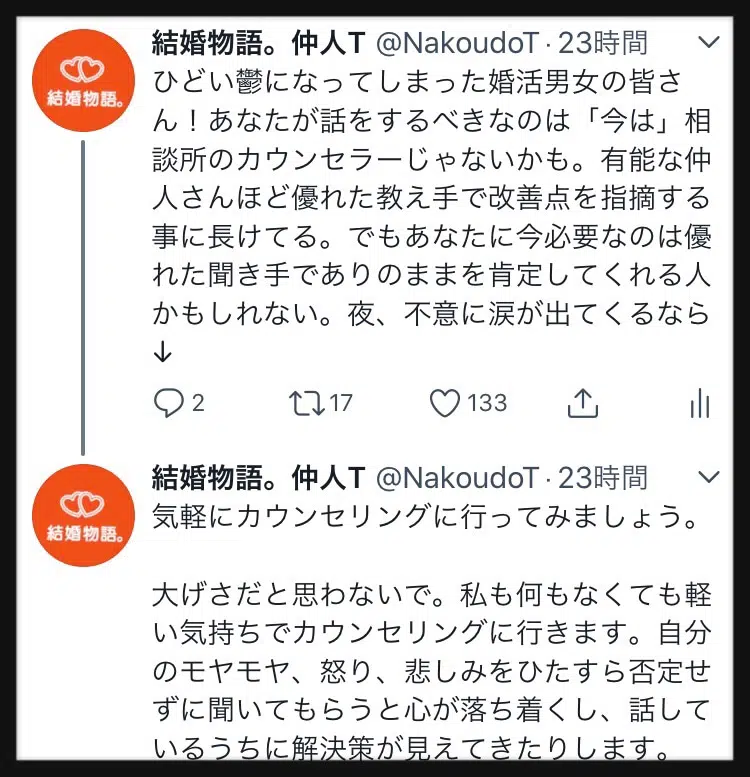 結婚物語。仲人T @NakoudoT · 23時間
結婚物語。
ひどい鬱になってしまった婚活男女の皆さ
ん！あなたが話をするべきなのは「今は」相
談所のカウンセラーじゃないかも。有能な仲
人さんほど優れた教え手で改善点を指摘する
事に長けてる。でもあなたに今必要なのは優
れた聞き手でありのままを肯定してくれる人
かもしれない。夜、不意に涙が出てくるなら
↓
2 17 133
結婚物語。仲人T @NakoudoT · 23時間
結婚物語。
気軽にカウンセリングに行ってみましょう。
大げさだと思わないで。私も何もなくても軽
い気持ちでカウンセリングに行きます。自分
のモヤモヤ、怒り、悲しみをひたすら否定せ
ずに聞いてもらうと心が落ち着くし、話して
いるうちに解決策が見えてきたりします。